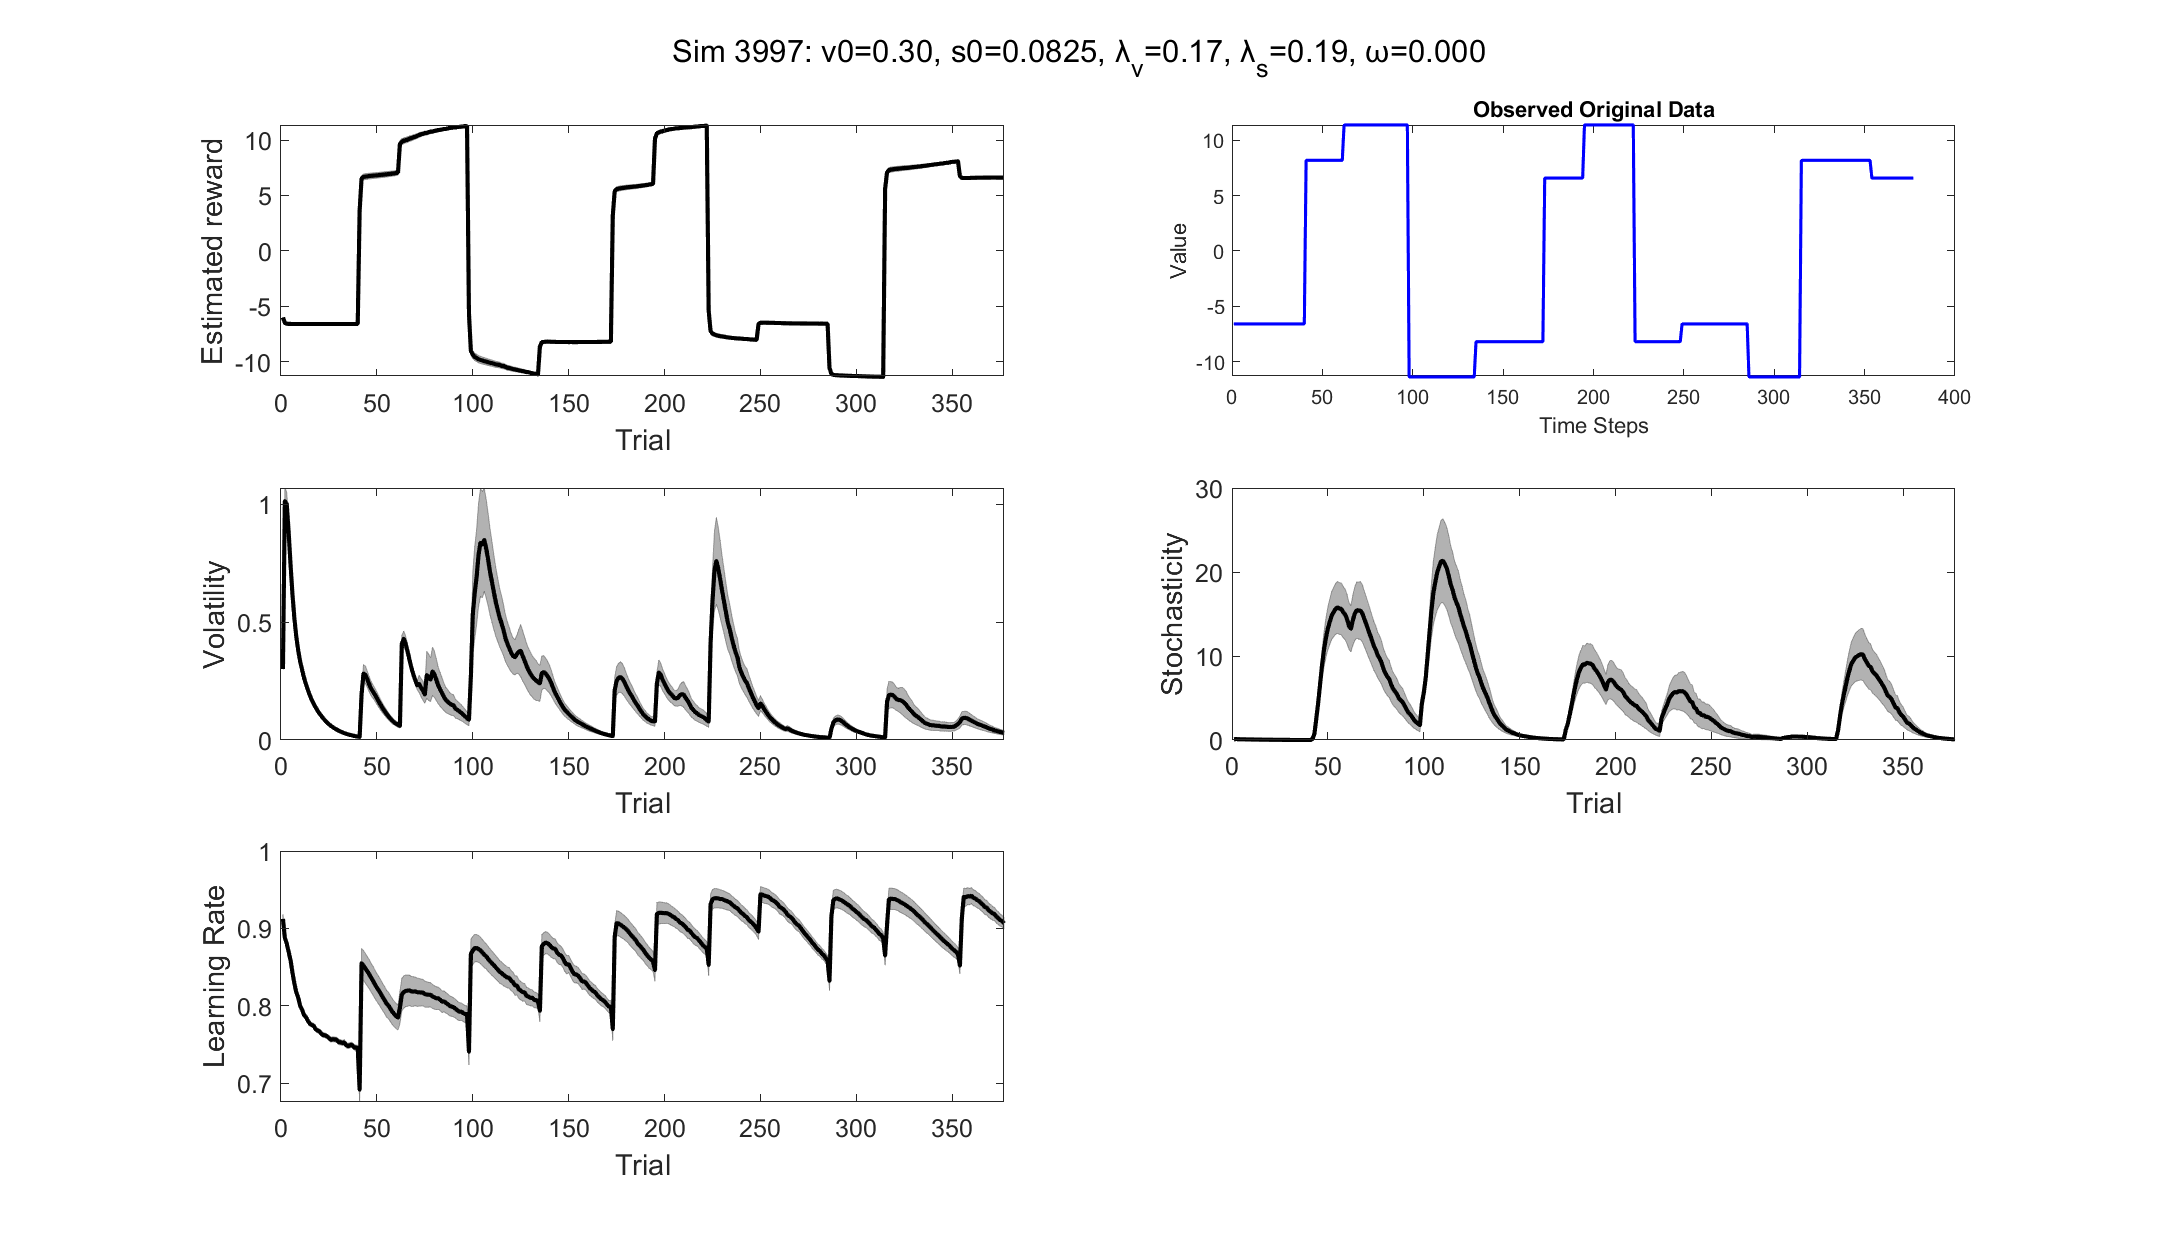 Sim 3997: v0=0.30, s0=0.0825, λv=0.17, λs=0.19, ω=0.000
Estimated reward
10
5
0
-5
-10
0 50 100 150 200 250 300 350
Trial
Observed Original Data
Value
10
5
0
-5
-10
0 50 100 150 200 250 300 350 400
Time Steps
Volatility
1
0.5
0
0 50 100 150 200 250 300 350
Trial
Stochasticity
30
20
10
0
0 50 100 150 200 250 300 350
Trial
Learning Rate
1
0.9
0.8
0.7
0 50 100 150 200 250 300 350
Trial